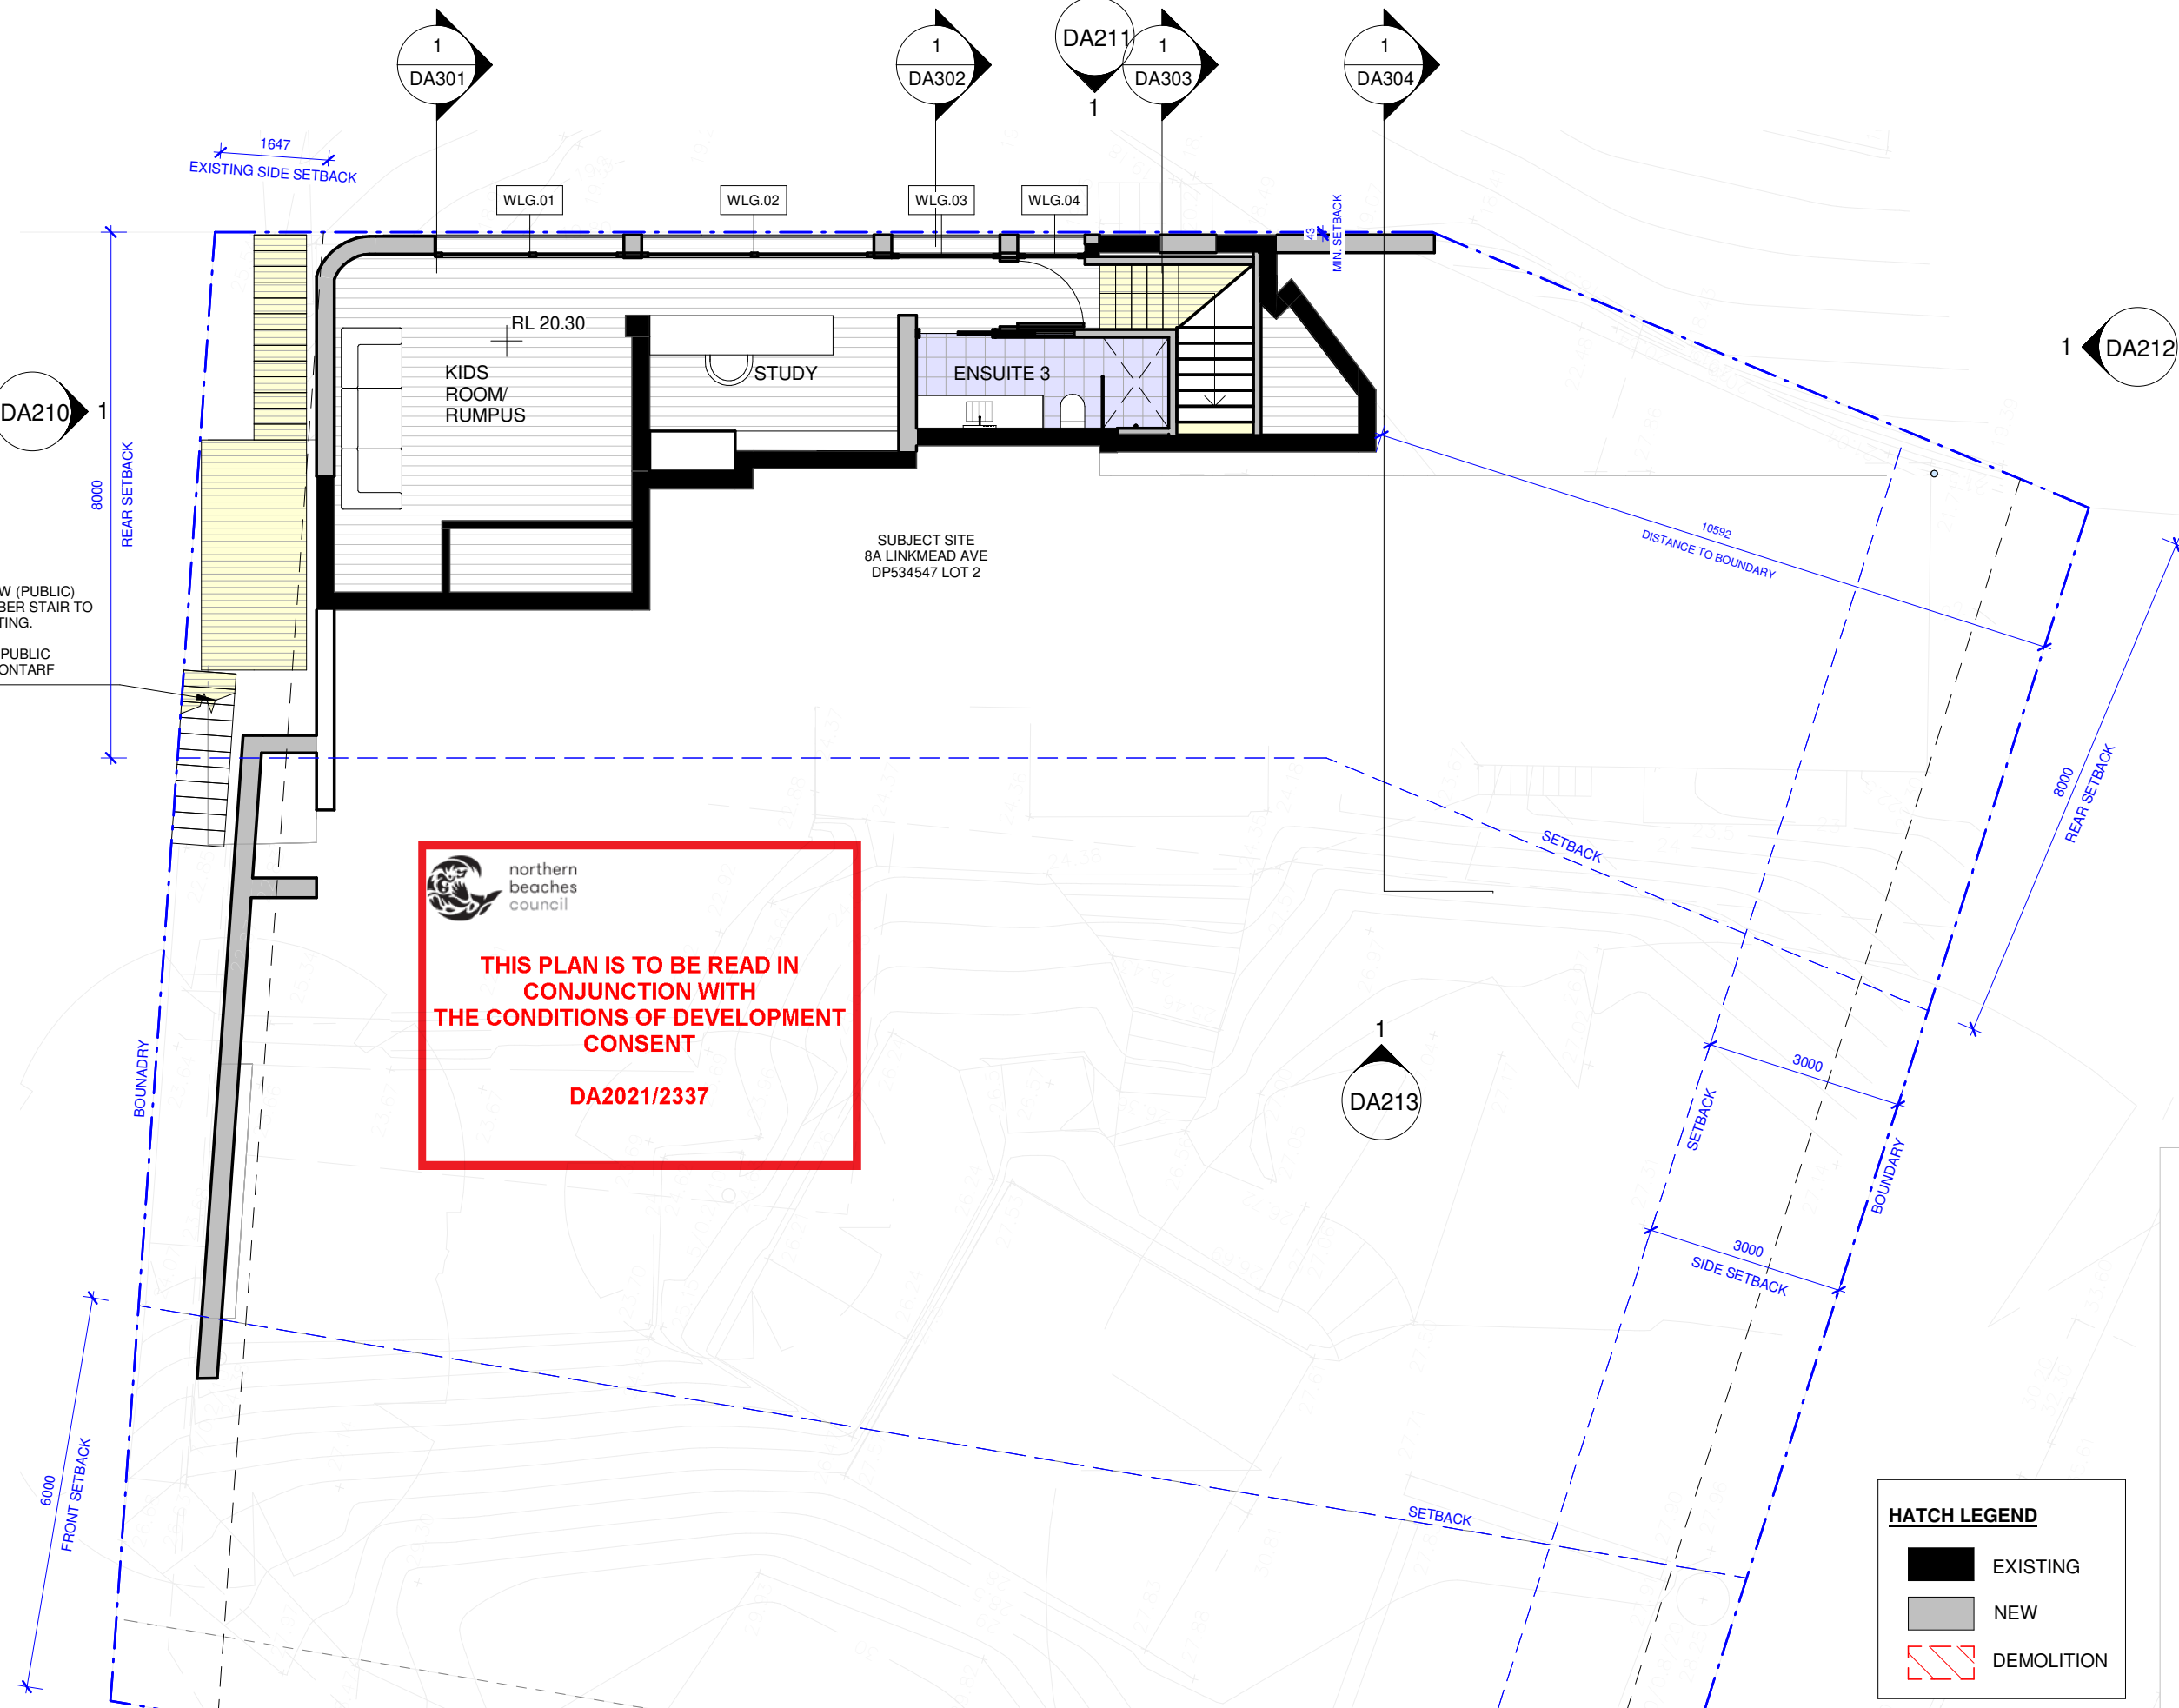 1
DA301
1
DA302
DA211
1
1
DA303
1
DA304
1647
EXISTING SIDE SETBACK
WLG.01
WLG.02
WLG.03
WLG.04
43
MIN. SETBACK
RL 20.30
KIDS
ROOM/
RUMPUS
STUDY
ENSUITE 3
DA210
1
1
DA212
8000
REAR SETBACK
SUBJECT SITE
8A LINKMEAD AVE
DP534547 LOT 2
10592
DISTANCE TO BOUNDARY
W (PUBLIC)
BER STAIR TO
TING.
PUBLIC
ONTARF
8000
REAR SETBACK
SETBACK
northern
beaches
council
THIS PLAN IS TO BE READ IN
CONJUNCTION WITH
THE CONDITIONS OF DEVELOPMENT
CONSENT
DA2021/2337
1
DA213
BOUNADRY
3000
SETBACK
BOUNDARY
3000
SIDE SETBACK
6000
FRONT SETBACK
SETBACK
HATCH LEGEND
EXISTING
NEW
DEMOLITION